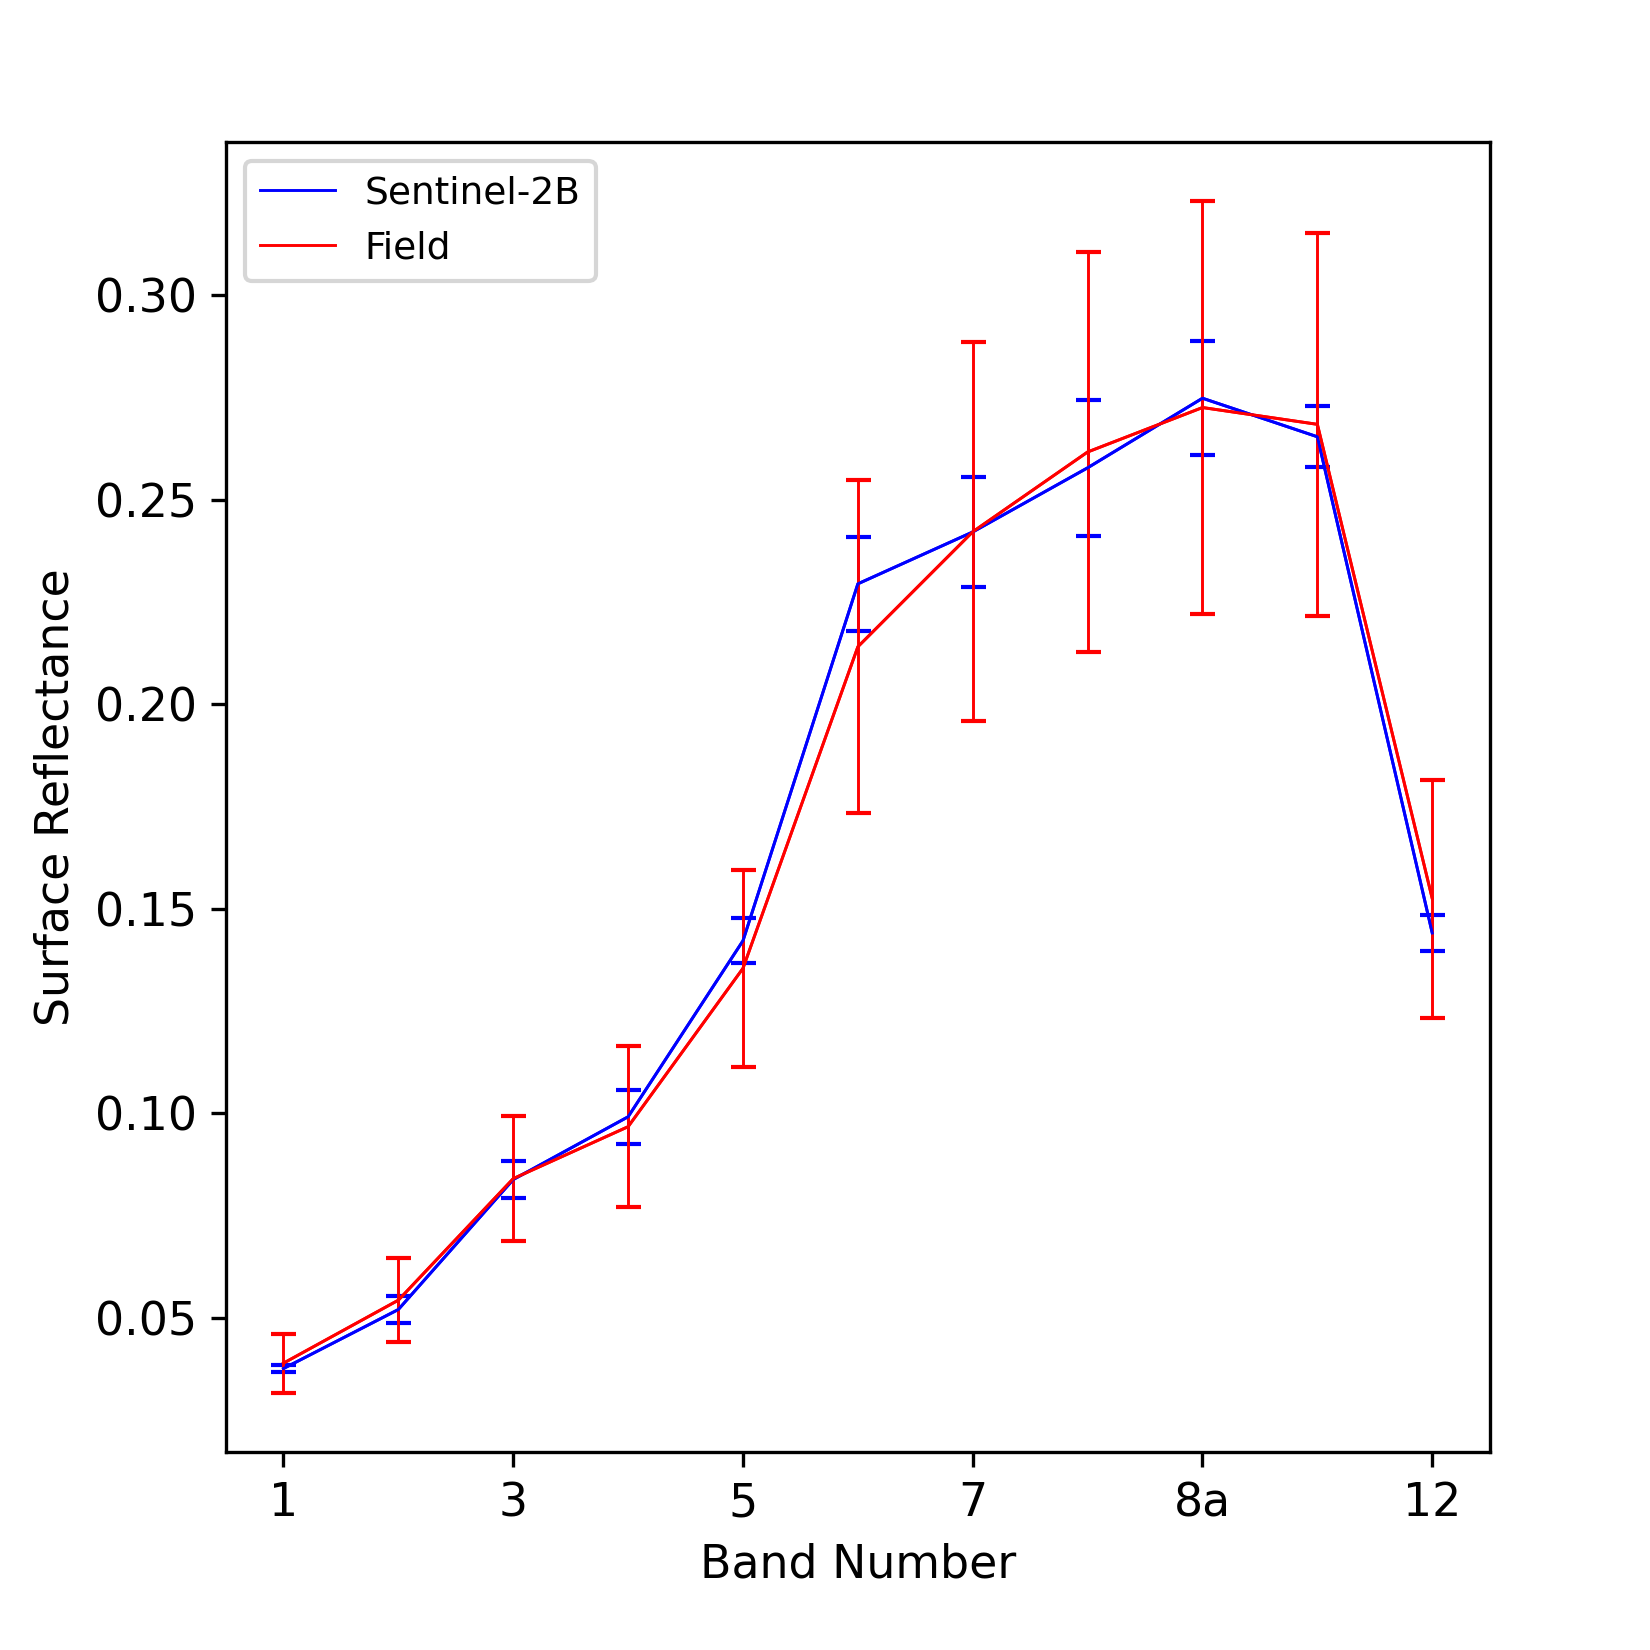 Sentinel-2B
Field
0.30
0.25
0.20
0.15
0.10
0.05
Surface Reflectance
1 3 5 7 8a 12
Band Number